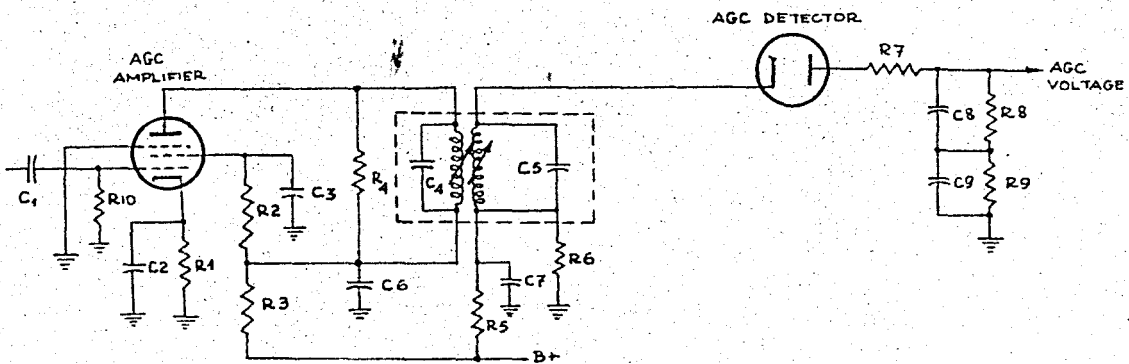 AGC DETECTOR
AGC
AMPLIFIER
R7
AGC
VOLTAGE
C8
R8
C9
R9
C1
R10
C2
R1
R2
C3
R4
C4
C5
C6
R3
R5
C7
R6
B+